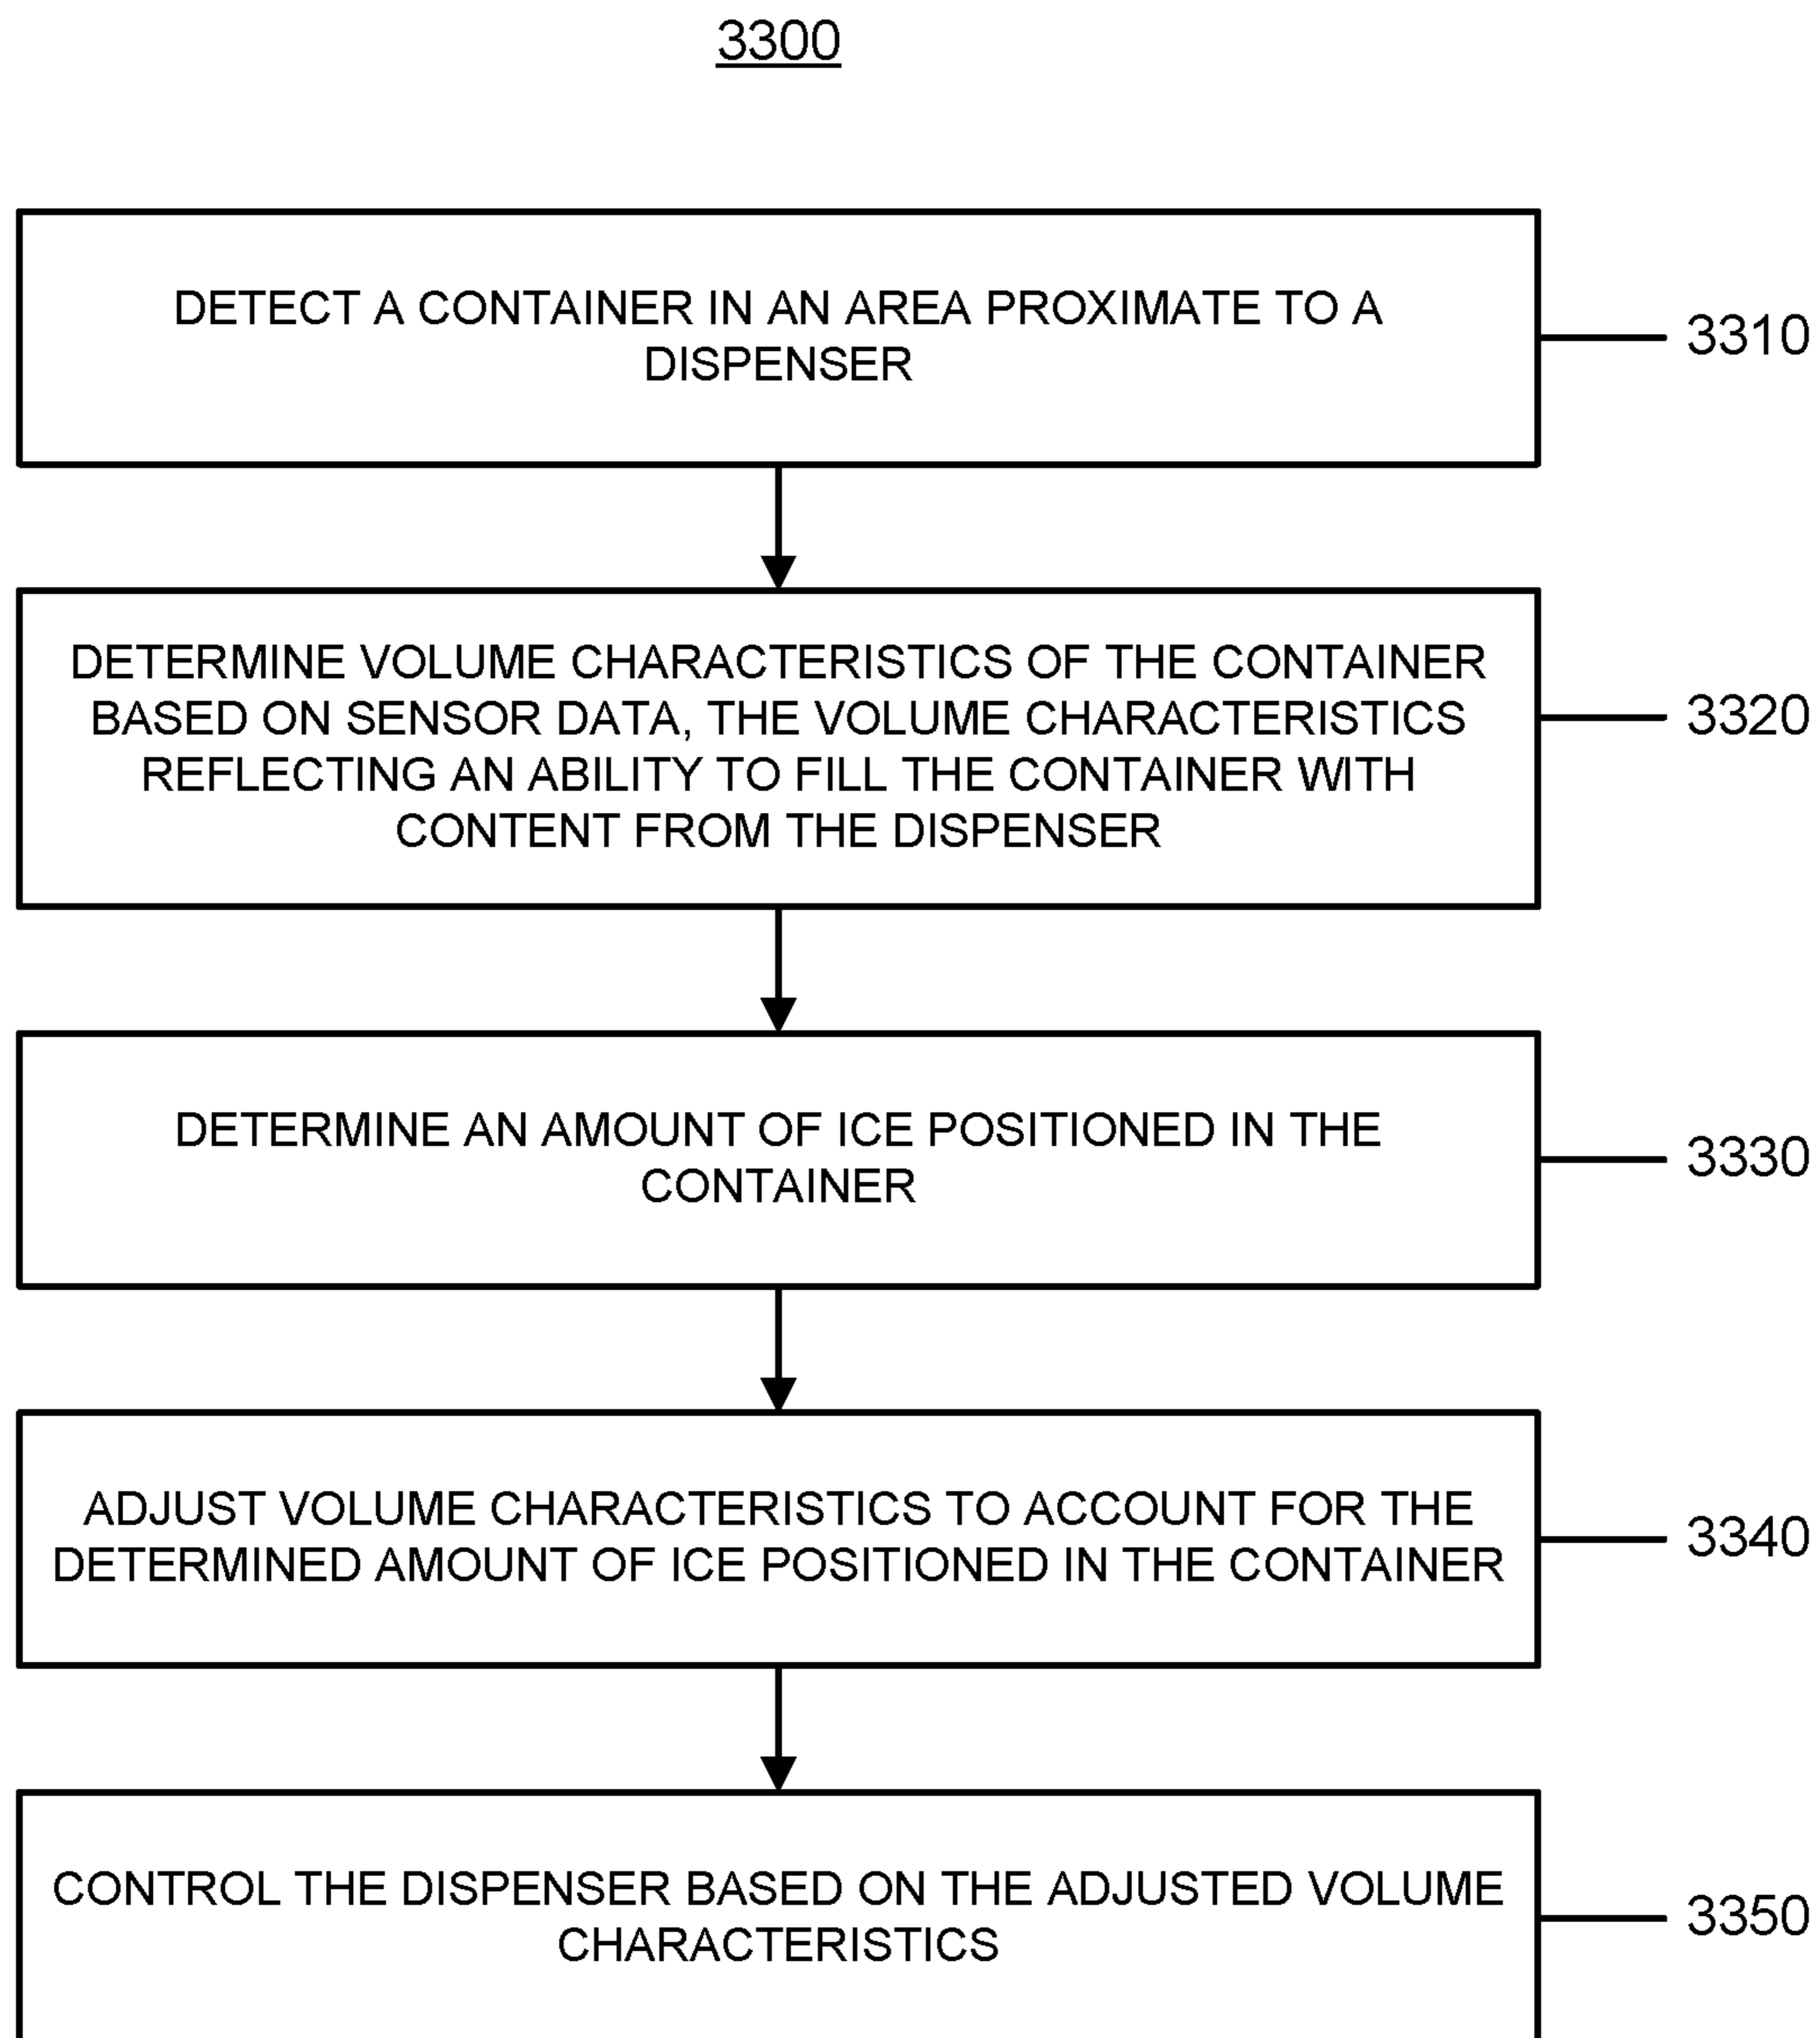 3300
DETECT A CONTAINER IN AN AREA PROXIMATE TO A
DISPENSER
3310
DETERMINE VOLUME CHARACTERISTICS OF THE CONTAINER
BASED ON SENSOR DATA, THE VOLUME CHARACTERISTICS
REFLECTING AN ABILITY TO FILL THE CONTAINER WITH
CONTENT FROM THE DISPENSER
3320
DETERMINE AN AMOUNT OF ICE POSITIONED IN THE
CONTAINER
3330
ADJUST VOLUME CHARACTERISTICS TO ACCOUNT FOR THE
DETERMINED AMOUNT OF ICE POSITIONED IN THE CONTAINER
3340
CONTROL THE DISPENSER BASED ON THE ADJUSTED VOLUME
CHARACTERISTICS
3350